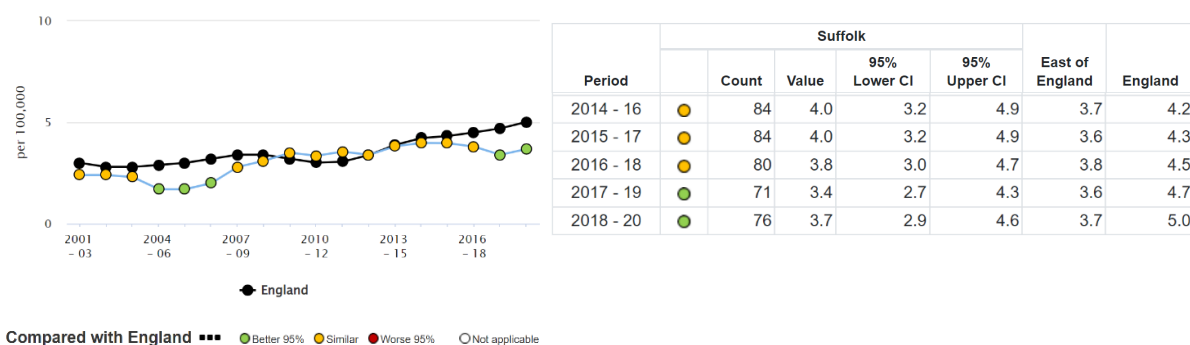 10
5
0
per 100,000
2001 2004 2007 2010 2013 2016
- 03 - 06 - 09 - 12 - 15 - 18
England
Compared with England Better 95% Similar Worse 95% Not applicable
Suffolk
95% 95% East of
Period Count Value Lower CI Upper CI England England
2014 - 16 84 4.0 3.2 4.9 3.7 4.2
2015 - 17 84 4.0 3.2 4.9 3.6 4.3
2016 - 18 80 3.8 3.0 4.7 3.8 4.5
2017 - 19 71 3.4 2.7 4.3 3.6 4.7
2018 - 20 76 3.7 2.9 4.6 3.7 5.0